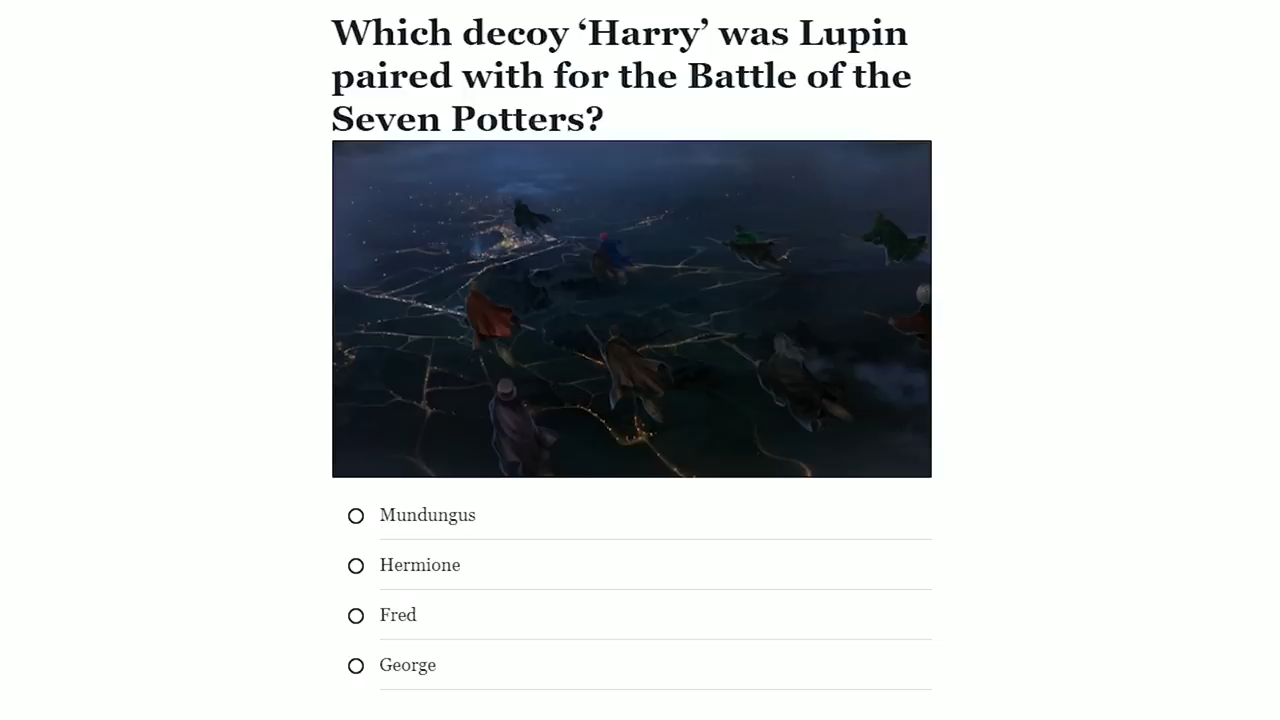 Which decoy ‘Harry’ was Lupin
paired with for the Battle of the
Seven Potters?
Mundungus
Hermione
Fred
George